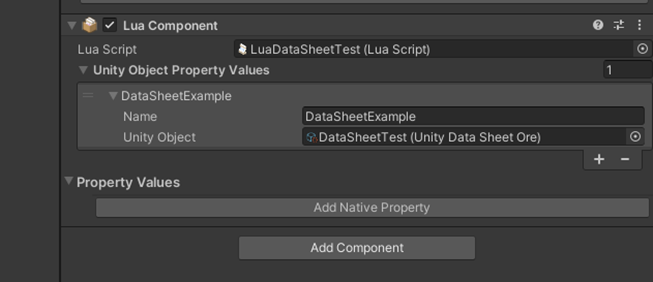 Lua Component
Lua Script LuaDataSheetTest (Lua Script)
Unity Object Property Values 1
DataSheetExample
Name DataSheetExample
Unity Object DataSheetTest (Unity Data Sheet Ore)
+ −
Property Values
Add Native Property
Add Component